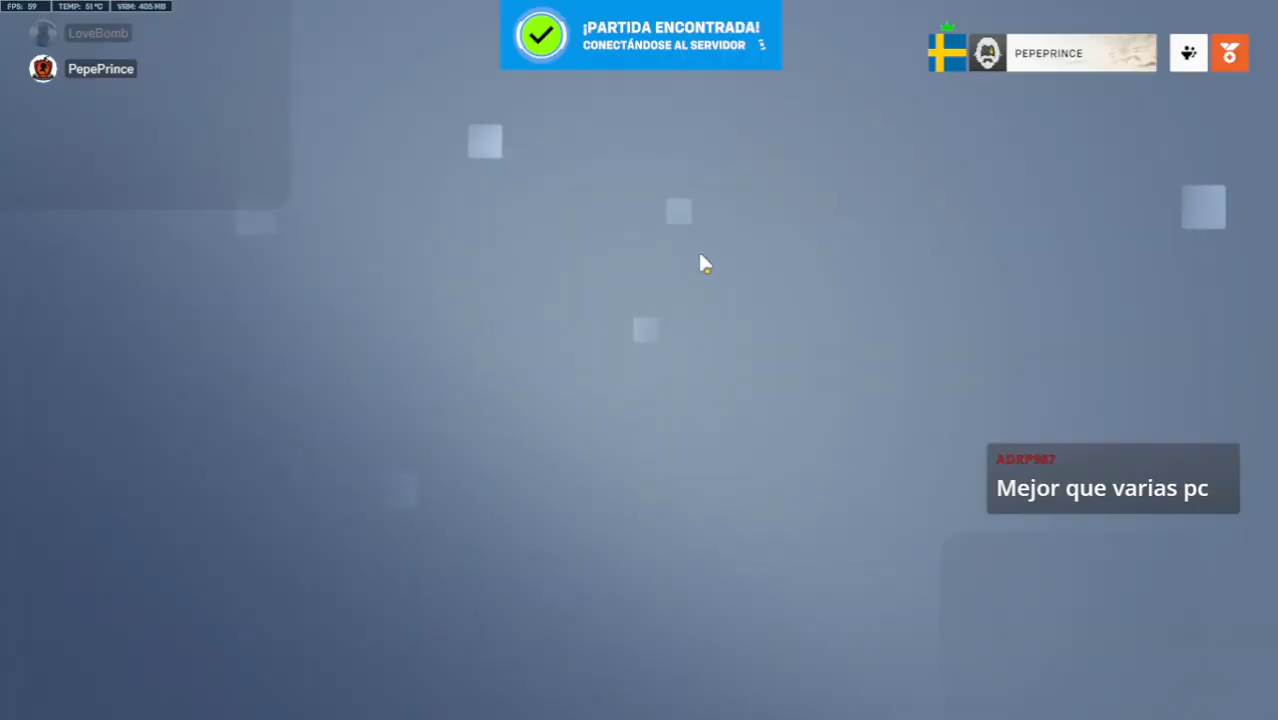 FPS: 59 TEMP: 51 °C VRM: 405 MB
LoveBomb
PepePrince
¡PARTIDA ENCONTRADA!
CONECTÁNDOSE AL SERVIDOR
PEPEPRINCE
ADRP987
Mejor que varias pc